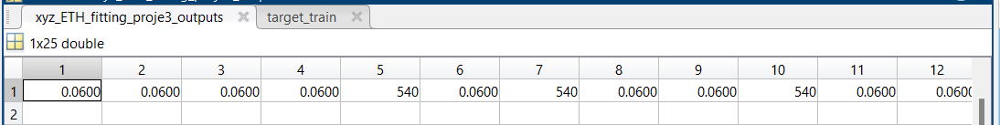 xyz_ETH_fitting_proje3_outputs × target_train ×
1x25 double
1 2 3 4 5 6 7 8 9 10 11 12
1 0.0600 0.0600 0.0600 0.0600 540 0.0600 540 0.0600 0.0600 540 0.0600 0.0600
2